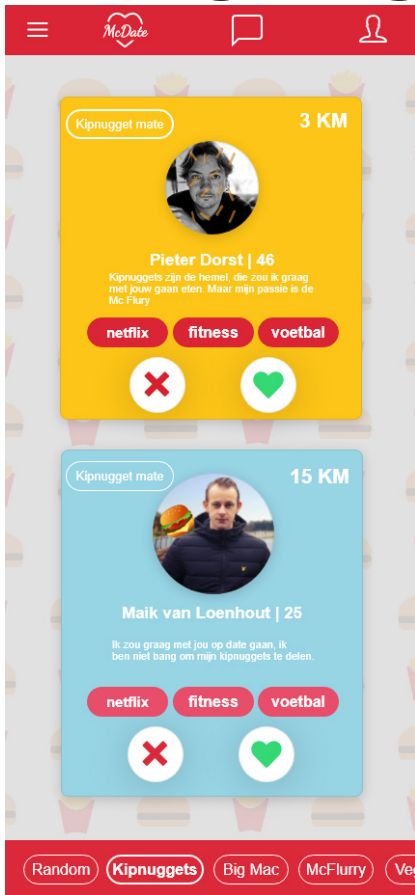 McDate
Kipnugget mate
3 KM
Pieter Dorst | 46
Kipnuggets zijn de hemel, die zou ik graag
met jouw gaan eten. Maar mijn passie is de
Mc Flury
netflix fitness voetbal
Kipnugget mate
15 KM
Maik van Loenhout | 25
Ik zou graag met jou op date gaan, ik
ben niet bang om mijn kipnuggets te delen.
netflix fitness voetbal
Random Kipnuggets Big Mac McFlurry